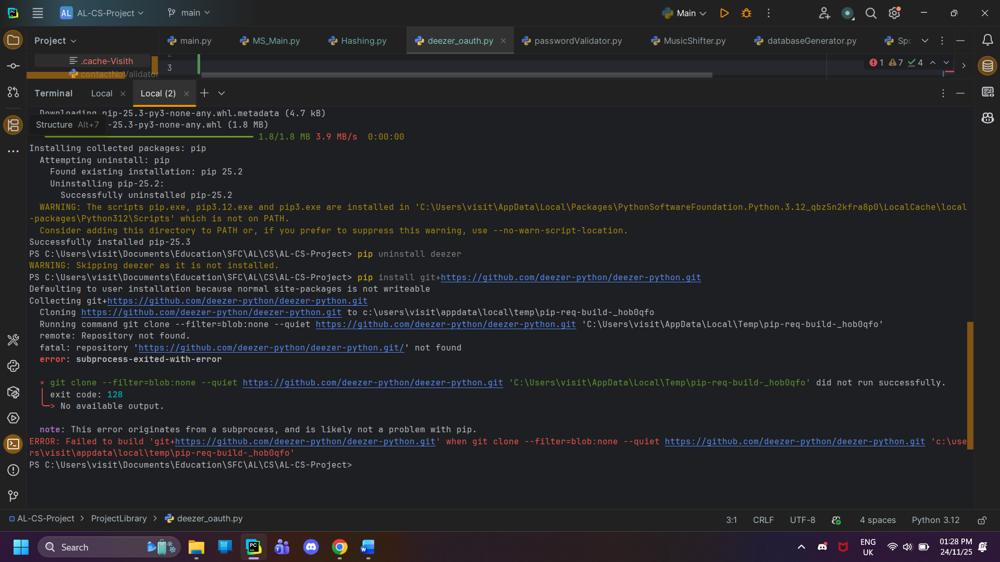 AL AL-CS-Project main Main
Project main.py MS_Main.py Hashing.py deezer_oauth.py passwordValidator.py MusicShifter.py databaseGenerator.py
.cache-Visith
contactNoValidator
3 1 7 4
Terminal Local Local (2)
Downloading pip-25.3-py3-none-any.whl.metadata (4.7 kB)
Structure Alt+7 -25.3-py3-none-any.whl (1.8 MB)
1.8/1.8 MB 3.9 MB/s 0:00:00
Installing collected packages: pip
Attempting uninstall: pip
Found existing installation: pip 25.2
Uninstalling pip-25.2:
Successfully uninstalled pip-25.2
WARNING: The scripts pip.exe, pip3.12.exe and pip3.exe are installed in 'C:\Users\visit\AppData\Local\Packages\PythonSoftwareFoundation.Python.3.12_qbz5n2kfra8p0\LocalCache\local
-packages\Python312\Scripts' which is not on PATH.
Consider adding this directory to PATH or, if you prefer to suppress this warning, use --no-warn-script-location.
Successfully installed pip-25.3
PS C:\Users\visit\Documents\Education\SFC\AL\CS\AL-CS-Project> pip uninstall deezer
WARNING: Skipping deezer as it is not installed.
PS C:\Users\visit\Documents\Education\SFC\AL\CS\AL-CS-Project> pip install git+https://github.com/deezer-python/deezer-python.git
Defaulting to user installation because normal site-packages is not writeable
Collecting git+https://github.com/deezer-python/deezer-python.git
Cloning https://github.com/deezer-python/deezer-python.git to c:\users\visit\appdata\local\temp\pip-req-build-_hob0qfo
Running command git clone --filter=blob:none --quiet https://github.com/deezer-python/deezer-python.git 'C:\Users\visit\AppData\Local\Temp\pip-req-build-_hob0qfo'
remote: Repository not found.
fatal: repository 'https://github.com/deezer-python/deezer-python.git/' not found
error: subprocess-exited-with-error
× git clone --filter=blob:none --quiet https://github.com/deezer-python/deezer-python.git 'C:\Users\visit\AppData\Local\Temp\pip-req-build-_hob0qfo' did not run successfully.
│ exit code: 128
╰─> No available output.
note: This error originates from a subprocess, and is likely not a problem with pip.
ERROR: Failed to build 'git+https://github.com/deezer-python/deezer-python.git' when git clone --filter=blob:none --quiet https://github.com/deezer-python/deezer-python.git 'c:\use
rs\visit\appdata\local\temp\pip-req-build-_hob0qfo'
PS C:\Users\visit\Documents\Education\SFC\AL\CS\AL-CS-Project>
AL-CS-Project > ProjectLibrary > deezer_oauth.py 3:1 CRLF UTF-8 4 spaces Python 3.12
Search ENG 01:28 PM
UK 24/11/25